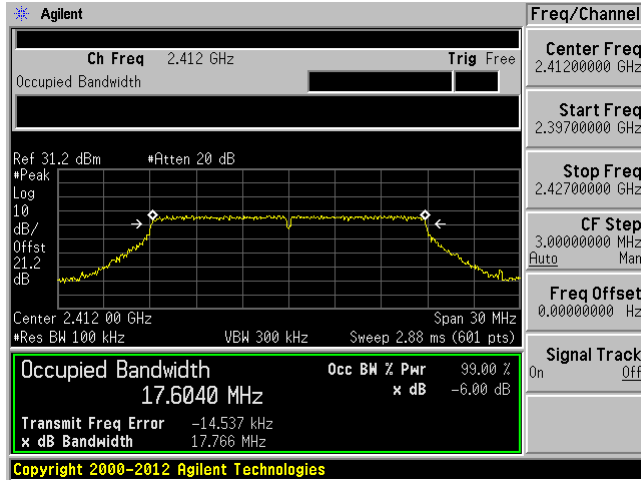 Agilent
Freq/Channel
Ch Freq 2.412 GHz Trig Free
Occupied Bandwidth
Center Freq
2.41200000 GHz
Start Freq
2.39700000 GHz
Stop Freq
2.42700000 GHz
CF Step
3.00000000 MHz
Auto Man
Freq Offset
0.00000000 Hz
Signal Track
On Off
Ref 31.2 dBm #Atten 20 dB
#Peak
Log
10
dB/
Offst
21.2
dB
Center 2.412 00 GHz Span 30 MHz
#Res BW 100 kHz VBW 300 kHz Sweep 2.88 ms (601 pts)
Occupied Bandwidth Occ BW % Pwr 99.00 %
17.6040 MHz x dB -6.00 dB
Transmit Freq Error -14.537 kHz
x dB Bandwidth 17.766 MHz
Copyright 2000-2012 Agilent Technologies